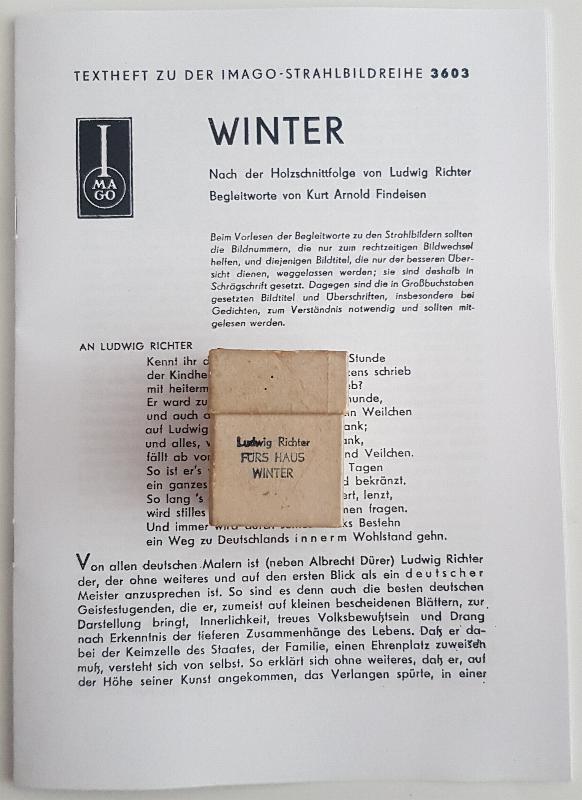 TEXTHEFT ZU DER IMAGO-STRAHLBILDREIHE 3603
I
MA
GO
WINTER
Nach der Holzschnittfolge von Ludwig Richter
Begleitworte von Kurt Arnold Findeisen
Beim Vorlesen der Begleitworte zu den Strahlbildern sollten
die Bildnummern, die nur zum rechtzeitigen Bildwechsel
helfen, und diejenigen Bildtitel, die nur der besseren Über-
sicht dienen, weggelassen werden; sie sind deshalb in
Schrägschrift gesetzt. Dagegen sind die in Großbuchstaben
gesetzten Bildtitel und Überschriften, insbesondere bei
Gedichten, zum Verständnis notwendig und sollten mit-
gelesen werden.
AN LUDWIG RICHTER
Kennt ihr Stunde
der Kindhe schrieb
mit heiterm
Er ward zu
und auch in Weilchen
auf Ludwig
und alles,
fällt ab vor nd Veilchen.
So ist er's Tagen
ein ganzes bekränzt.
So lang 's lenzt,
wird stilles fragen.
Und immer Bestehn
ein Weg zu Deutschlands innerm Wohlstand gehn.
Ludwig Richter
FÜRS HAUS
WINTER
Von allen deutschen Malern ist (neben Albrecht Dürer) Ludwig Richter
der, der ohne weiteres und auf den ersten Blick als ein deutscher
Meister anzusprechen ist. So sind es denn auch die besten deutschen
Geistestugenden, die er, zumeist auf kleinen bescheidenen Blättern, zur
Darstellung bringt, Innerlichkeit, treues Volksbewußtsein und Drang
nach Erkenntnis der tieferen Zusammenhänge des Lebens. Daß er da-
bei der Keimzelle des Staates, der Familie, einen Ehrenplatz zuweisen
muß, versteht sich von selbst. So erklärt sich ohne weiteres, daß er, auf
der Höhe seiner Kunst angekommen, das Verlangen spürte, in einer